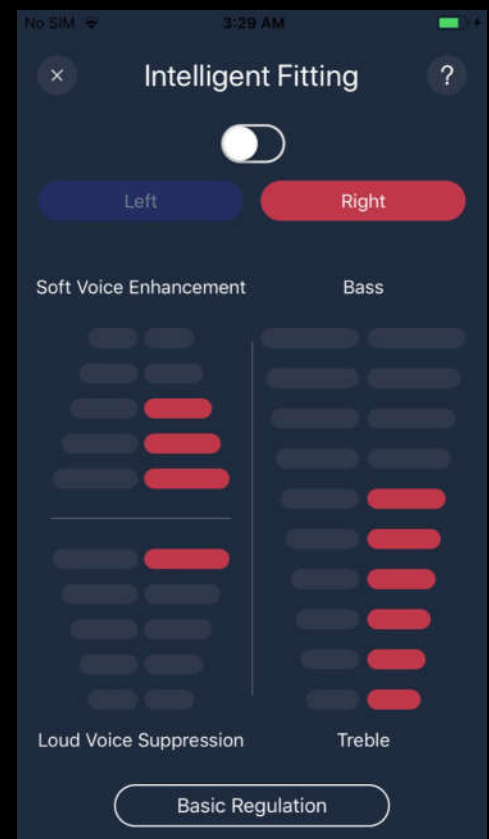 No SIM 3:29 AM
× Intelligent Fitting ?
Left Right
Soft Voice Enhancement Bass
Loud Voice Suppression Treble
Basic Regulation